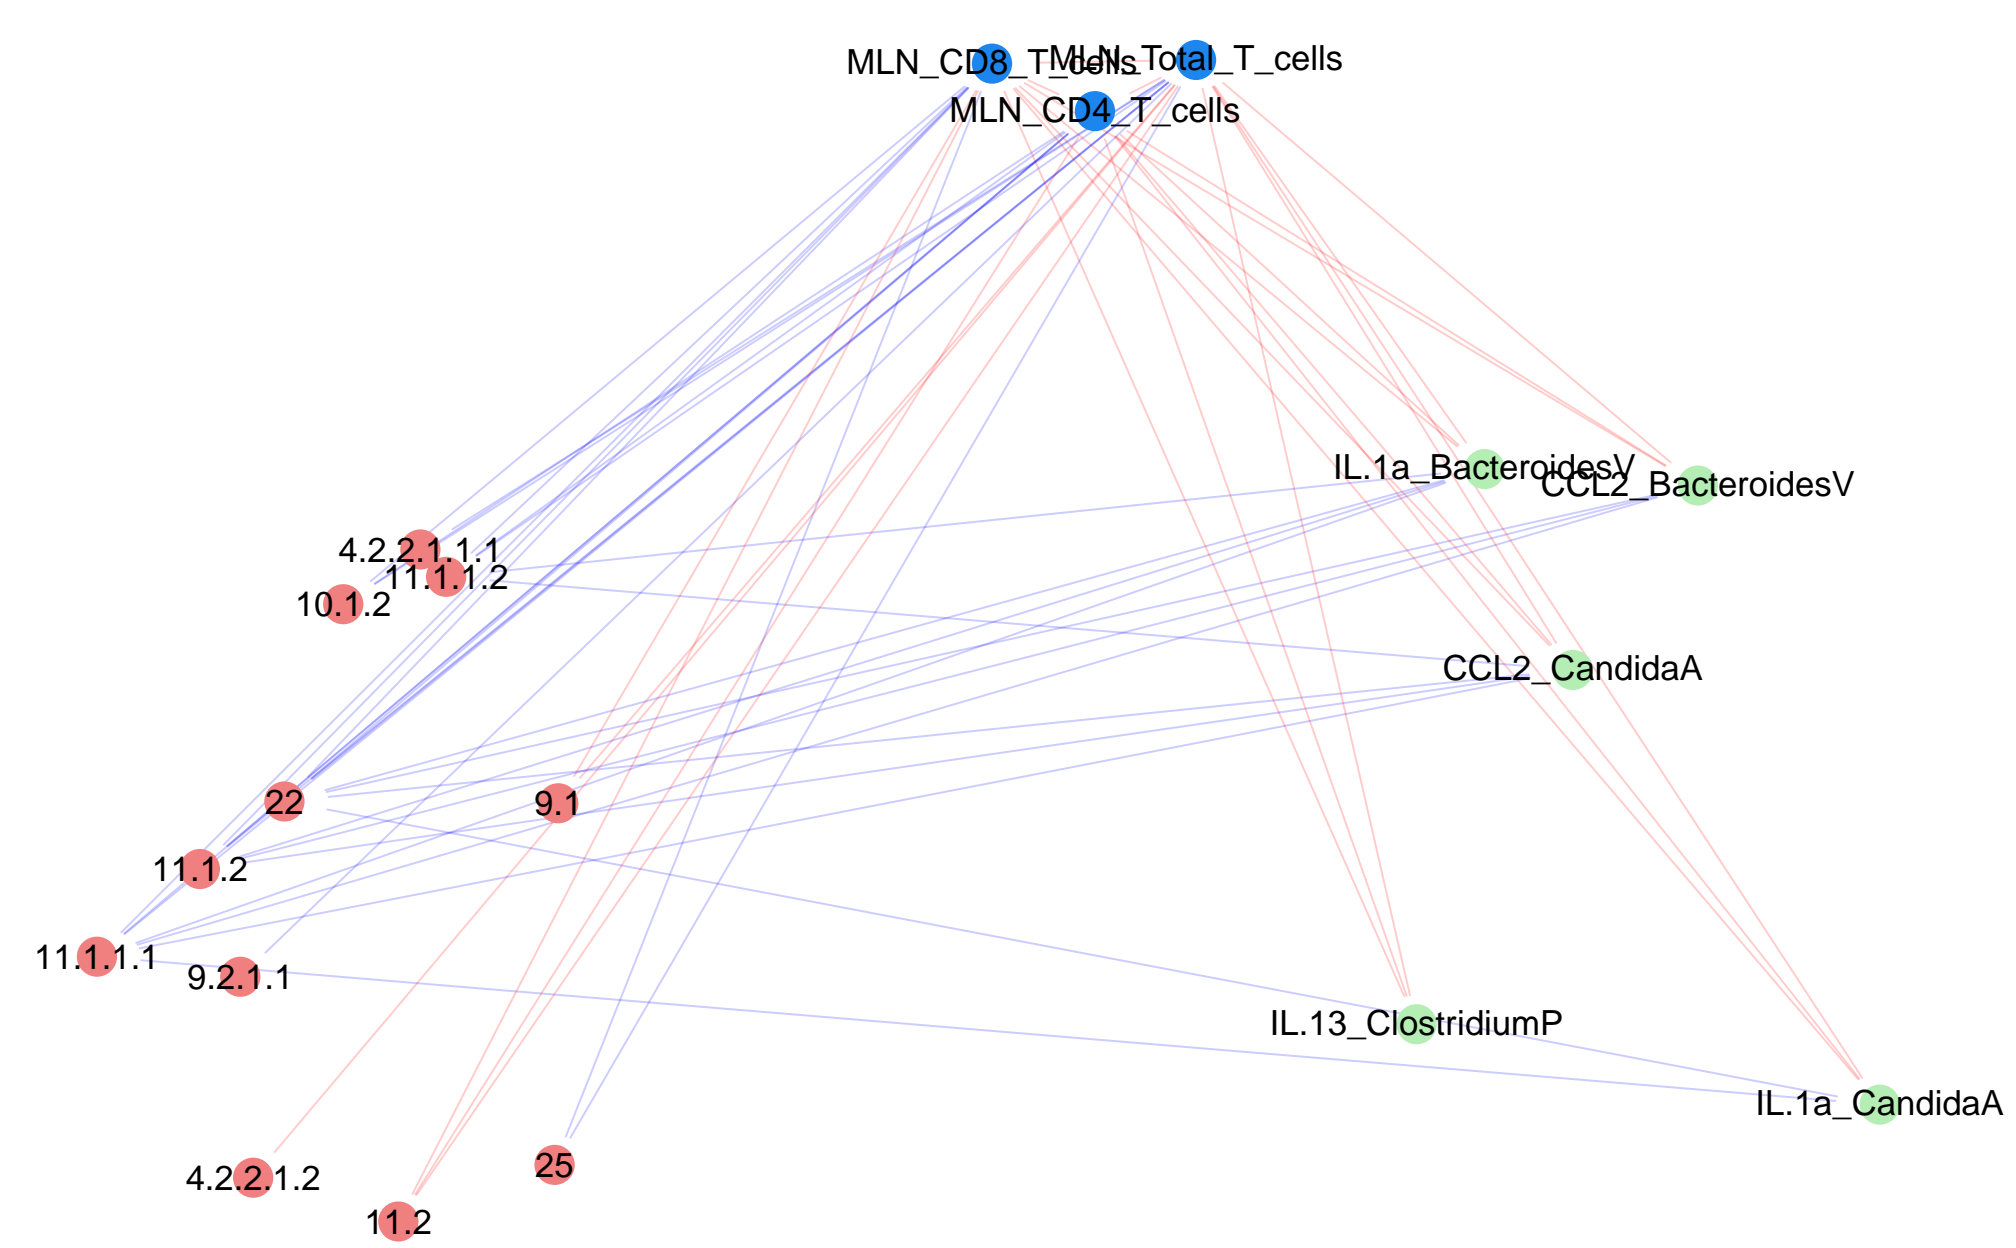 MLN_CD8_T_cells
MLN_Total_T_cells
MLN_CD4_T_cells
IL.1a_BacteroidesV
CCL2_BacteroidesV
4.2.2.1.1.1
11.1.1.2
10.1.2
CCL2_CandidaA
22
9.1
11.1.2
11.1.1.1
9.2.1.1
IL.13_ClostridiumP
IL.1a_CandidaA
25
4.2.2.1.2
11.2